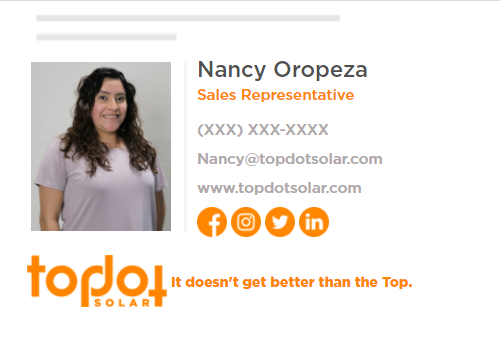 Nancy Oropeza
Sales Representative
(XXX) XXX-XXXX
Nancy@topdotsolar.com
www.topdotsolar.com
topdot
SOLAR
It doesn't get better than the Top.